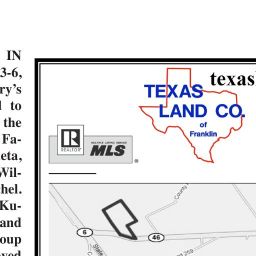 IN
3-6,
ry's
l to
the
Fa-
eta,
Wil-
hel.
Ku-
and
oup
texas
TEXAS
LAND CO.
of
Franklin
R
REALTOR
MULTIPLE LISTING SERVICE
MLS
6
46